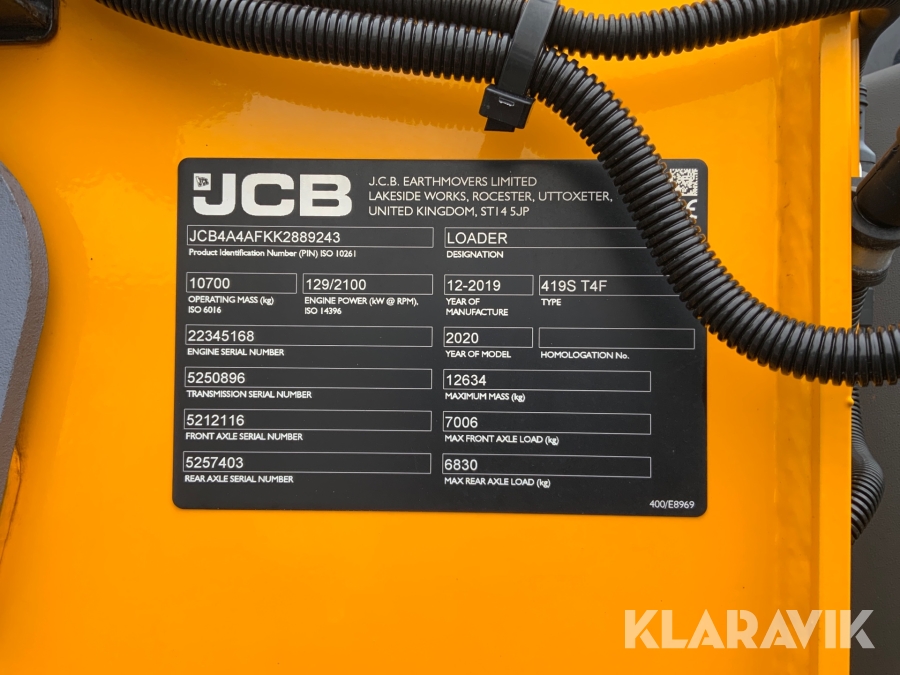 JCB
J.C.B. EARTHMOVERS LIMITED
LAKESIDE WORKS, ROCESTER, UTTOXETER,
UNITED KINGDOM, ST14 5JP
JCB4A4AFKK2889243
Product Identification Number (PIN) ISO 10261
LOADER
DESIGNATION
10700
OPERATING MASS (kg)
ISO 6016
129/2100
ENGINE POWER (kW @ RPM),
ISO 14396
12-2019
YEAR OF
MANUFACTURE
419S T4F
TYPE
22345168
ENGINE SERIAL NUMBER
2020
YEAR OF MODEL
HOMOLOGATION No.
5250896
TRANSMISSION SERIAL NUMBER
12634
MAXIMUM MASS (kg)
5212116
FRONT AXLE SERIAL NUMBER
7006
MAX FRONT AXLE LOAD (kg)
5257403
REAR AXLE SERIAL NUMBER
6830
MAX REAR AXLE LOAD (kg)
400/E8969
KLARAVIK